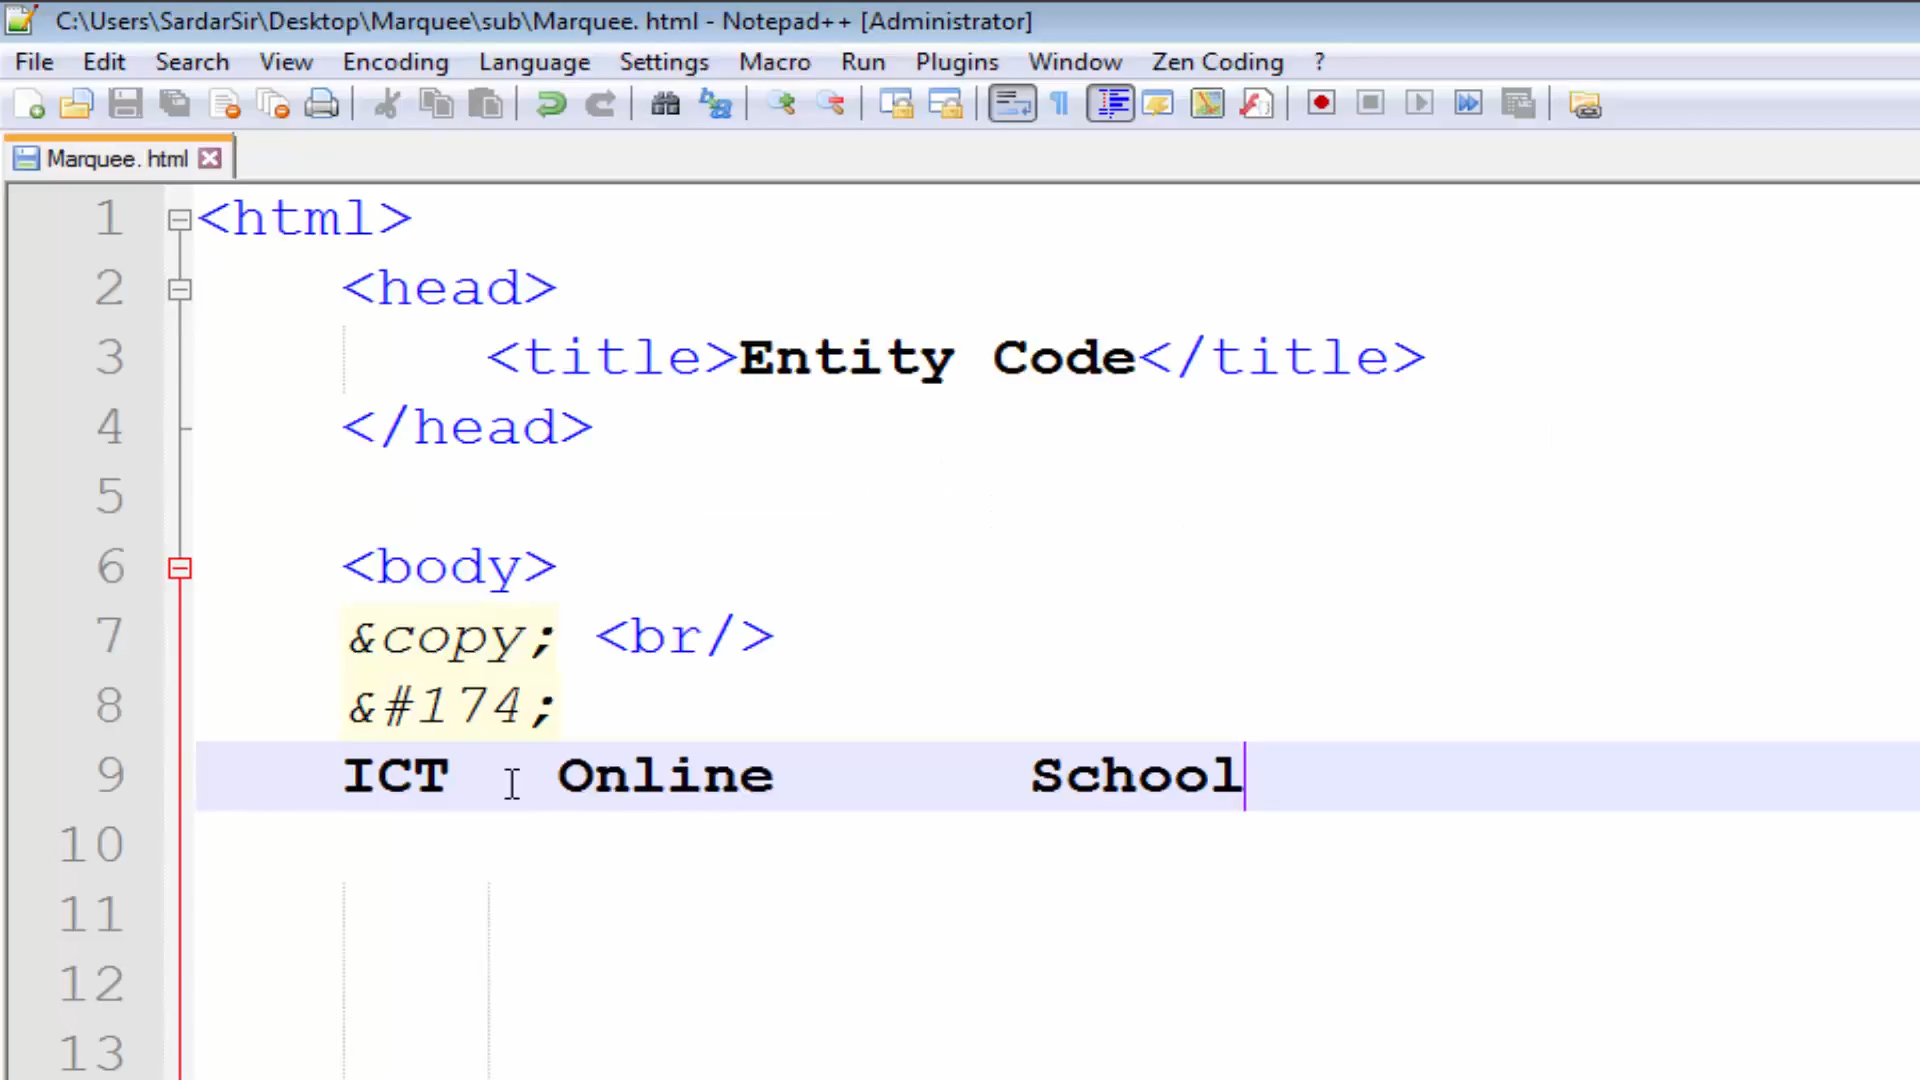 C:\Users\SardarSir\Desktop\Marquee\sub\Marquee. html - Notepad++ [Administrator]
File Edit Search View Encoding Language Settings Macro Run Plugins Window Zen Coding ?
Marquee. html
1 <html>
2 <head>
3 <title>Entity Code</title>
4 </head>
5
6 <body>
7 &copy; <br/>
8 &#174;
9 ICT Online School
10
11
12
13